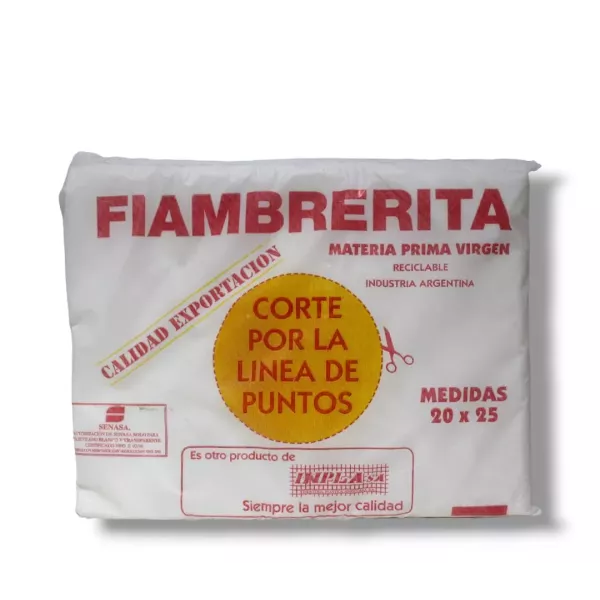 FIAMBRERITA
MATERIA PRIMA VIRGEN
RECICLABLE
INDUSTRIA ARGENTINA
CALIDAD EXPORTACION
CORTE
POR LA
LINEA DE
PUNTOS
MEDIDAS
20 x 25
SENASA.
Es otro producto de
INPLA SA
Siempre la mejor calidad